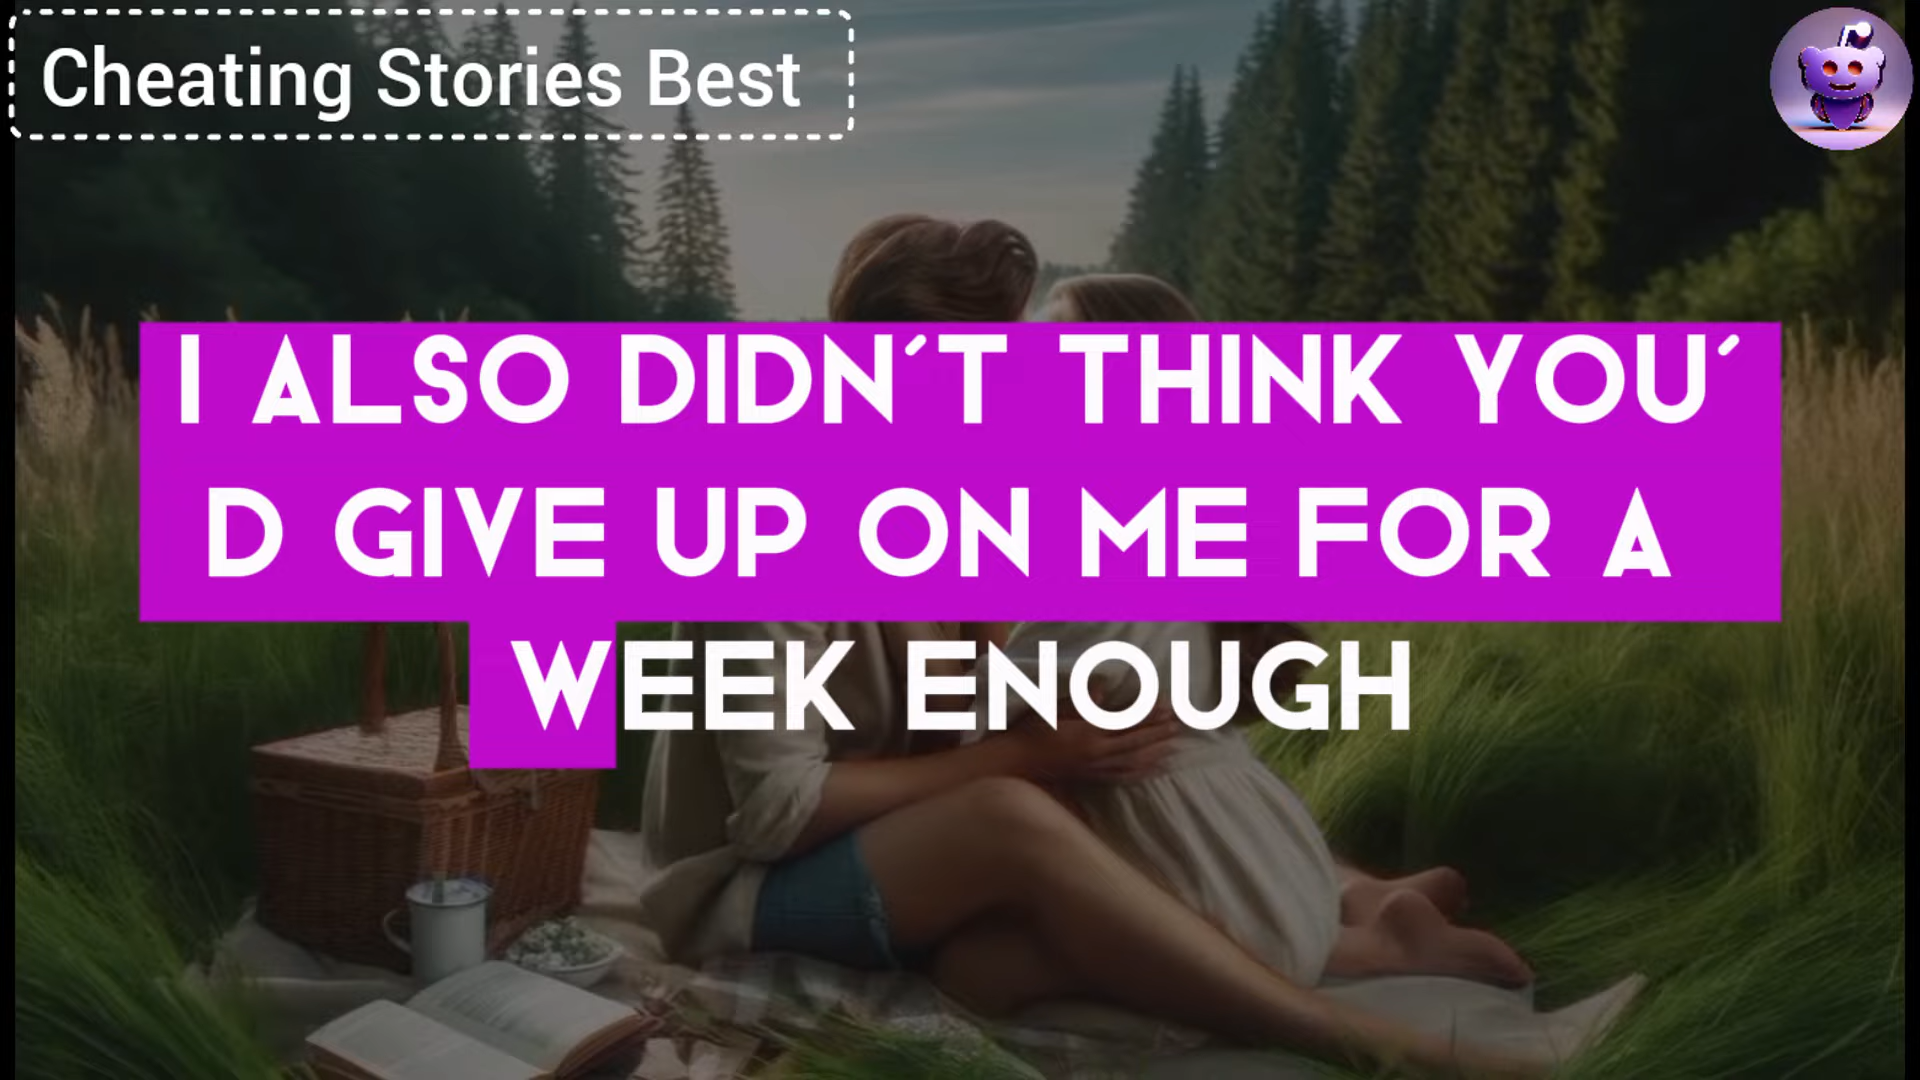 Cheating Stories Best
I ALSO DIDN´T THINK YOU´
D GIVE UP ON ME FOR A
WEEK ENOUGH